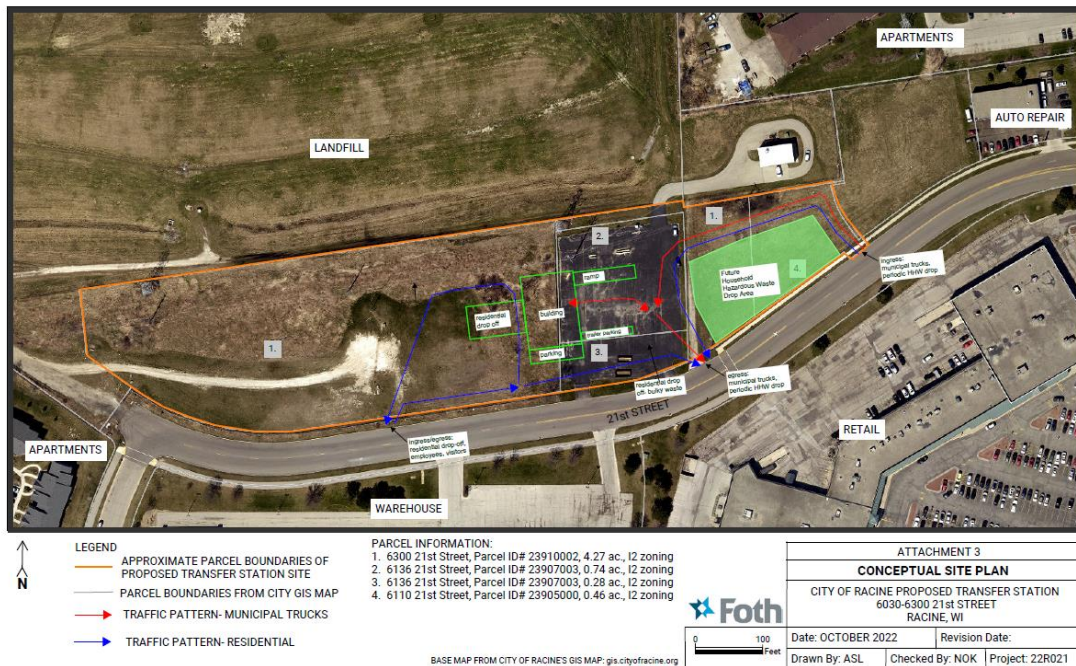 APARTMENTS
AUTO REPAIR
LANDFILL
1.
2.
ramp
Future
Household
Hazardous Waste
Drop Area
4.
ingress:
municipal trucks,
periodic HHW drop
residential
drop off
building
trailer parking
1.
parking
3.
residential drop
off- bulky waste
egress:
municipal trucks,
periodic HHW drop
21st STREET
ingress/egress:
residential drop-off,
employees, visitors
RETAIL
APARTMENTS
WAREHOUSE
N
LEGEND
APPROXIMATE PARCEL BOUNDARIES OF
PROPOSED TRANSFER STATION SITE
PARCEL BOUNDARIES FROM CITY GIS MAP
TRAFFIC PATTERN- MUNICIPAL TRUCKS
TRAFFIC PATTERN- RESIDENTIAL
PARCEL INFORMATION:
1. 6300 21st Street, Parcel ID# 23910002, 4.27 ac., I2 zoning
2. 6136 21st Street, Parcel ID# 23907003, 0.74 ac., I2 zoning
3. 6136 21st Street, Parcel ID# 23907003, 0.28 ac., I2 zoning
4. 6110 21st Street, Parcel ID# 23905000, 0.46 ac., I2 zoning
BASE MAP FROM CITY OF RACINE'S GIS MAP: gis.cityofracine.org
Foth
0 100
Feet
ATTACHMENT 3
CONCEPTUAL SITE PLAN
CITY OF RACINE PROPOSED TRANSFER STATION
6030-6300 21st STREET
RACINE, WI
Date: OCTOBER 2022 Revision Date:
Drawn By: ASL Checked By: NOK Project: 22R021